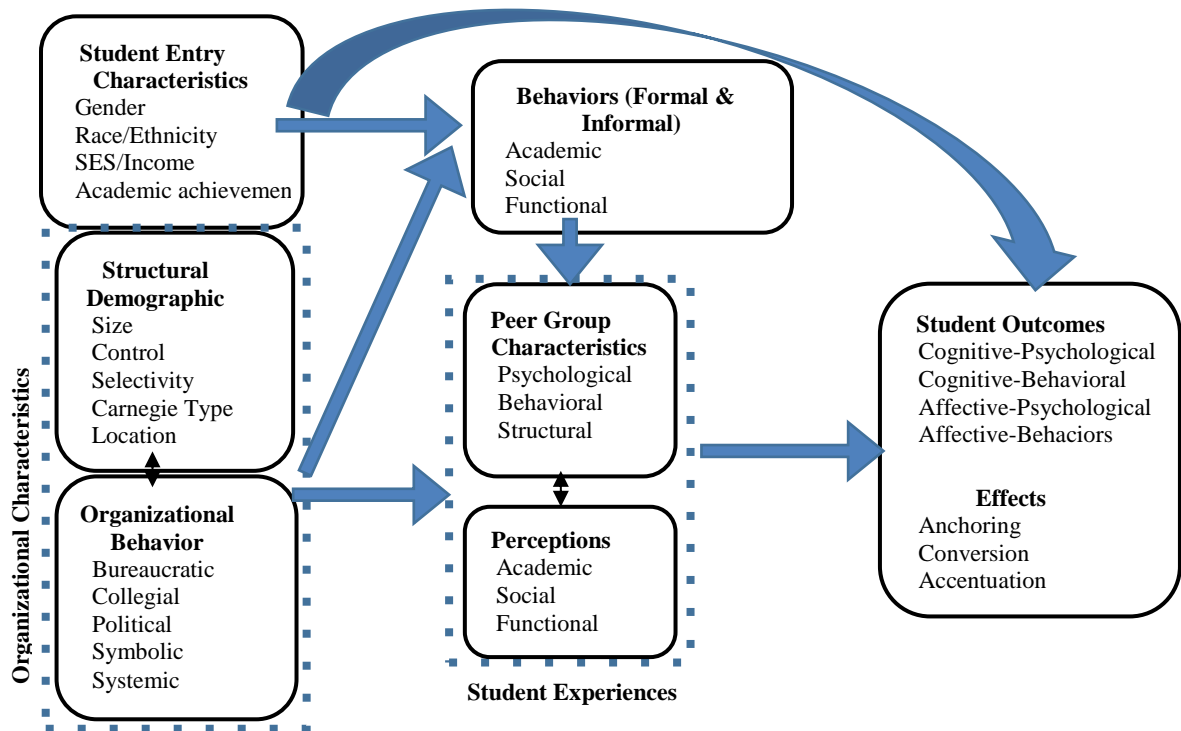 Student Entry
Characteristics
Gender
Race/Ethnicity
SES/Income
Academic achievemen
Organizational Characteristics
Structural
Demographic
Size
Control
Selectivity
Carnegie Type
Location
Organizational
Behavior
Bureaucratic
Collegial
Political
Symbolic
Systemic
Behaviors (Formal &
Informal)
Academic
Social
Functional
Peer Group
Characteristics
Psychological
Behavioral
Structural
Perceptions
Academic
Social
Functional
Student Experiences
Student Outcomes
Cognitive-Psychological
Cognitive-Behavioral
Affective-Psychological
Affective-Behaciors
Effects
Anchoring
Conversion
Accentuation